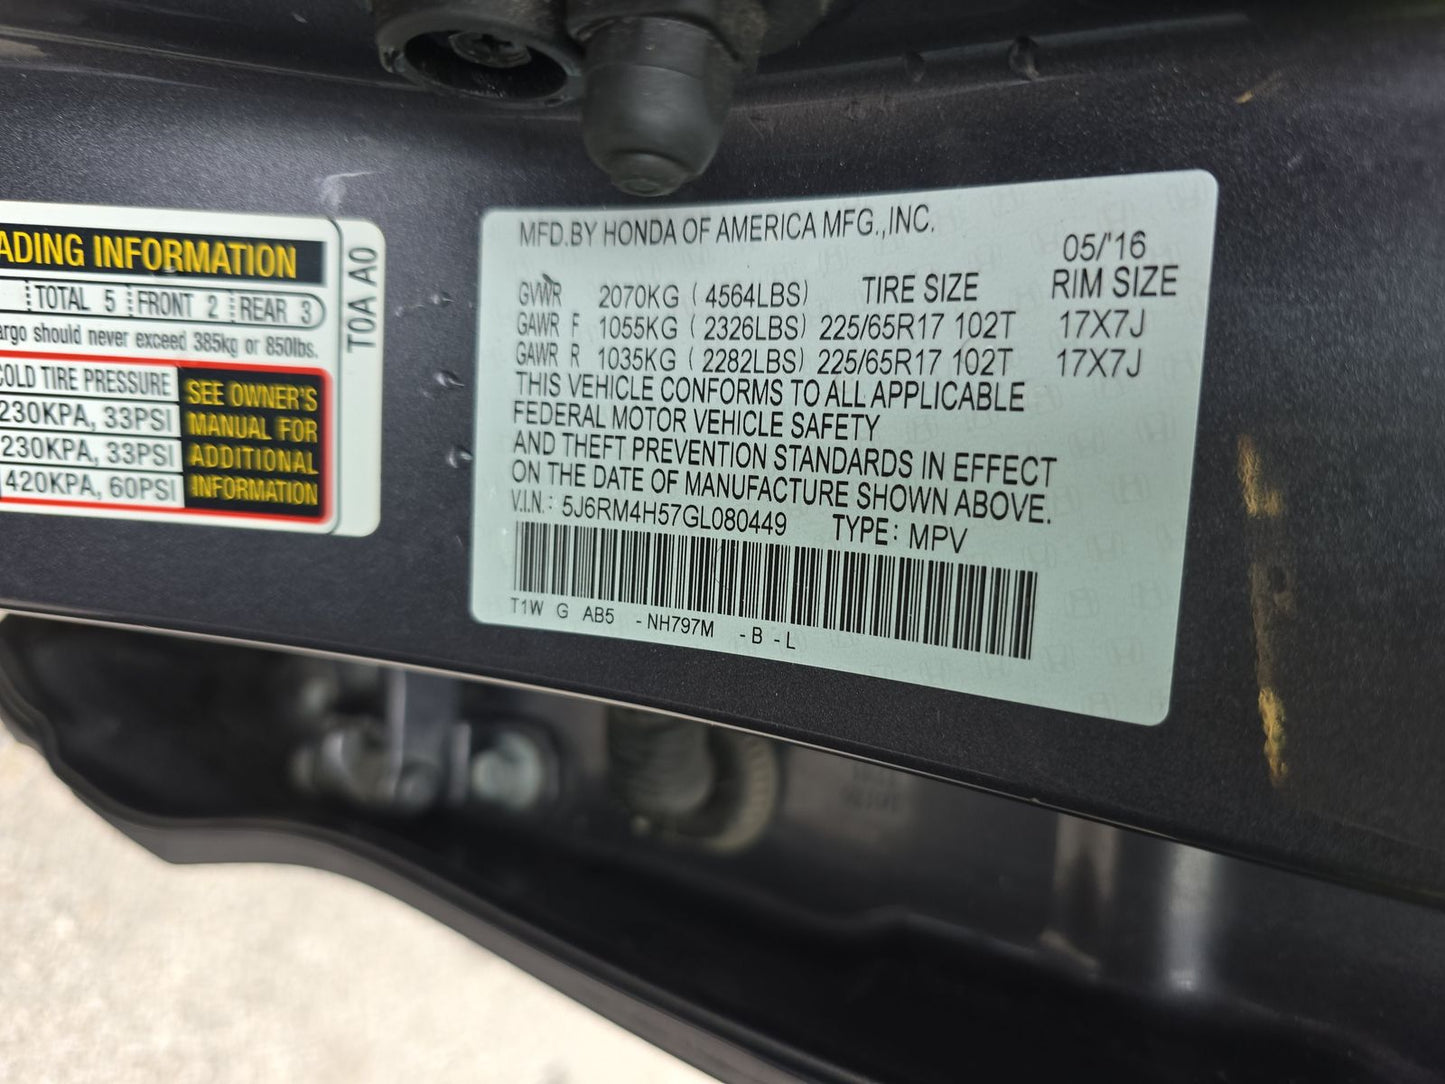 ADING INFORMATION
TOTAL 5 FRONT 2 REAR 3
argo should never exceed 385kg or 850lbs.
COLD TIRE PRESSURE
230KPA, 33PSI
230KPA, 33PSI
420KPA, 60PSI
SEE OWNER'S
MANUAL FOR
ADDITIONAL
INFORMATION
T0A A0
MFD.BY HONDA OF AMERICA MFG.,INC.
05/'16
GVWR 2070KG (4564LBS) TIRE SIZE RIM SIZE
GAWR F 1055KG (2326LBS) 225/65R17 102T 17X7J
GAWR R 1035KG (2282LBS) 225/65R17 102T 17X7J
THIS VEHICLE CONFORMS TO ALL APPLICABLE
FEDERAL MOTOR VEHICLE SAFETY
AND THEFT PREVENTION STANDARDS IN EFFECT
ON THE DATE OF MANUFACTURE SHOWN ABOVE.
V.I.N.: 5J6RM4H57GL080449 TYPE: MPV
T1W G AB5 -NH797M -B -L